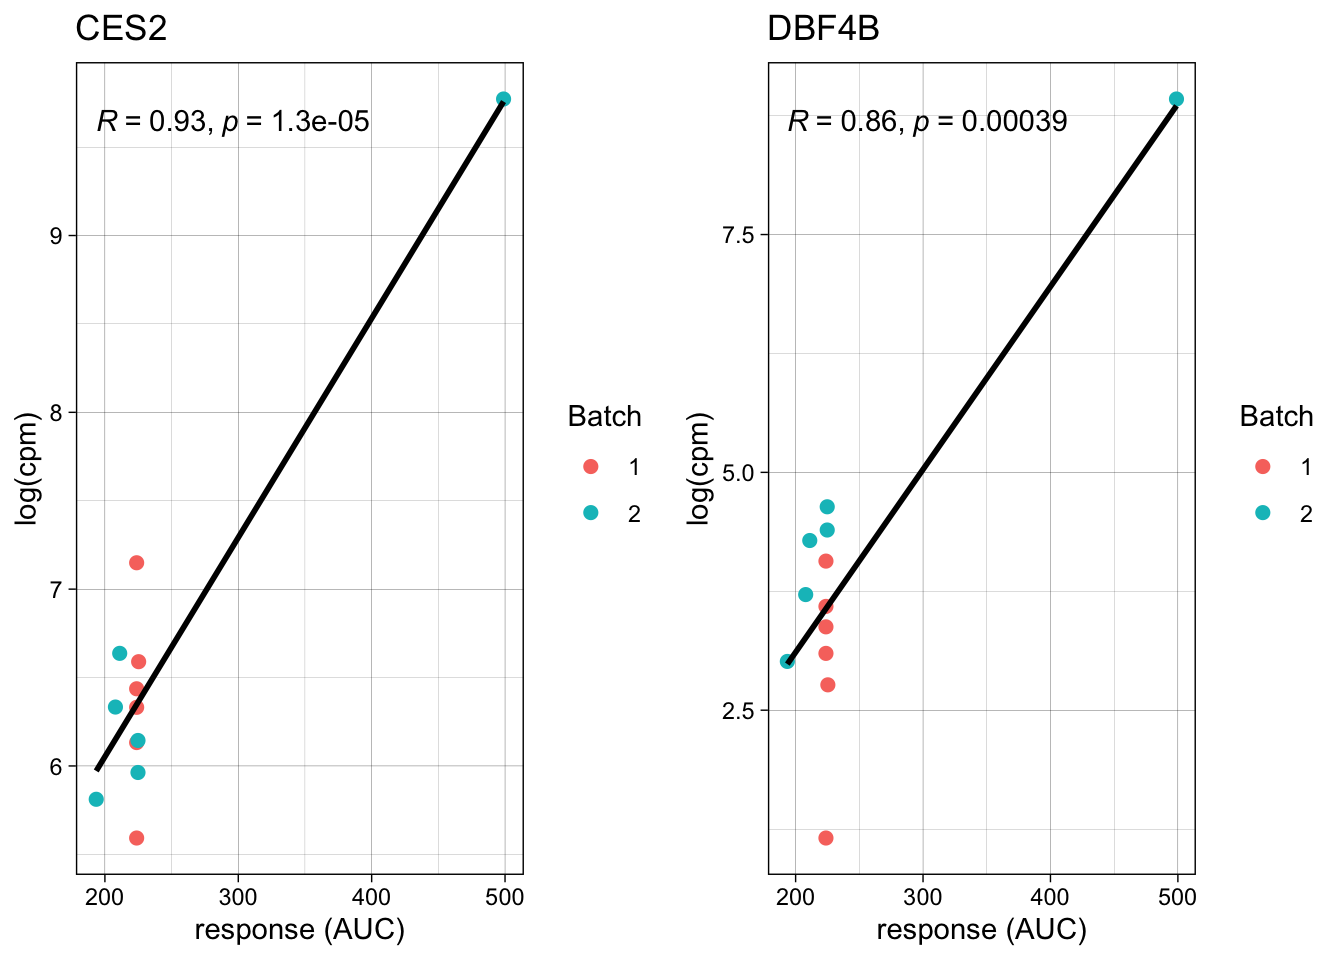 CES2
R = 0.93, p = 1.3e-05
9
8
7
6
log(cpm)
200 300 400 500
response (AUC)
Batch
1
2
DBF4B
R = 0.86, p = 0.00039
7.5
5.0
2.5
log(cpm)
200 300 400 500
response (AUC)
Batch
1
2